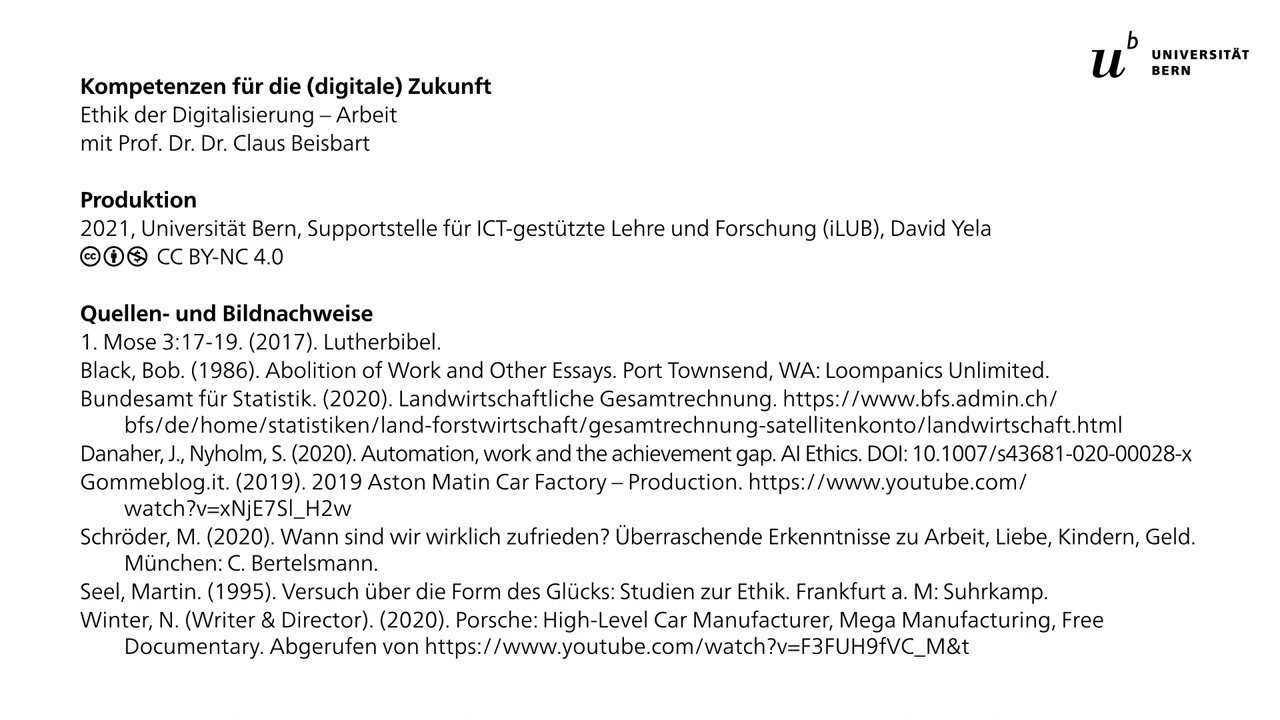 u b UNIVERSITÄT
BERN
Kompetenzen für die (digitale) Zukunft
Ethik der Digitalisierung – Arbeit
mit Prof. Dr. Dr. Claus Beisbart
Produktion
2021, Universität Bern, Supportstelle für ICT-gestützte Lehre und Forschung (iLUB), David Yela
CC BY-NC 4.0
Quellen- und Bildnachweise
1. Mose 3:17-19. (2017). Lutherbibel.
Black, Bob. (1986). Abolition of Work and Other Essays. Port Townsend, WA: Loompanics Unlimited.
Bundesamt für Statistik. (2020). Landwirtschaftliche Gesamtrechnung. https://www.bfs.admin.ch/
bfs/de/home/statistiken/land-forstwirtschaft/gesamtrechnung-satellitenkonto/landwirtschaft.html
Danaher, J., Nyholm, S. (2020). Automation, work and the achievement gap. AI Ethics. DOI: 10.1007/s43681-020-00028-x
Gommeblog.it. (2019). 2019 Aston Matin Car Factory – Production. https://www.youtube.com/
watch?v=xNjE7Sl_H2w
Schröder, M. (2020). Wann sind wir wirklich zufrieden? Überraschende Erkenntnisse zu Arbeit, Liebe, Kindern, Geld.
München: C. Bertelsmann.
Seel, Martin. (1995). Versuch über die Form des Glücks: Studien zur Ethik. Frankfurt a. M: Suhrkamp.
Winter, N. (Writer & Director). (2020). Porsche: High-Level Car Manufacturer, Mega Manufacturing, Free
Documentary. Abgerufen von https://www.youtube.com/watch?v=F3FUH9fVC_M&t